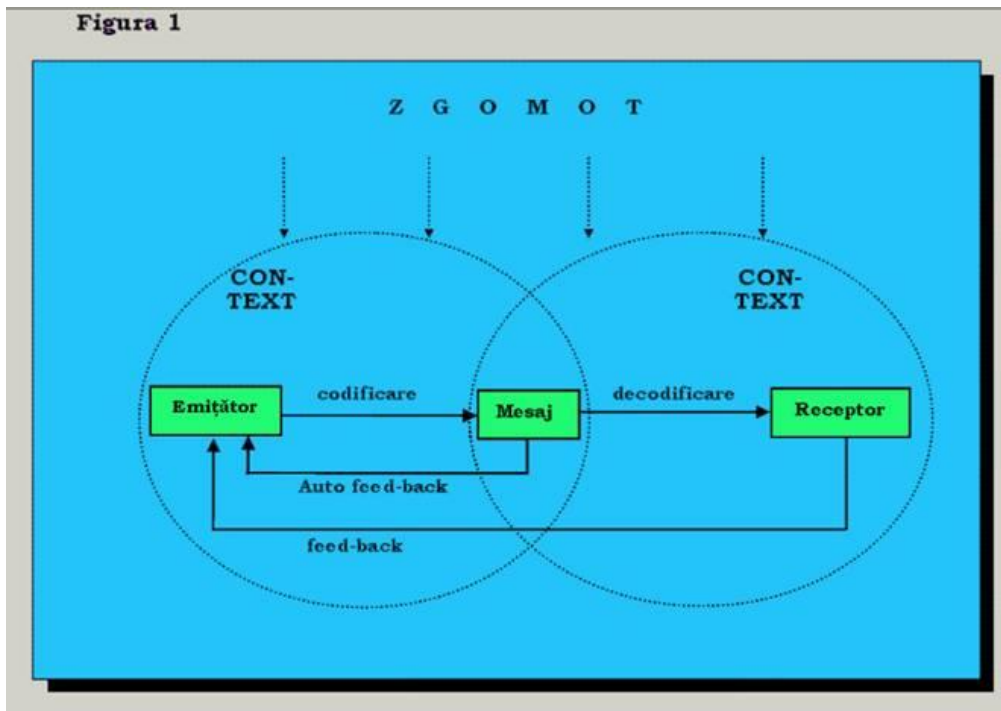 Figura 1
Z G O M O T
CON-
TEXT
CON-
TEXT
Emițător
codificare
Mesaj
decodificare
Receptor
Auto feed-back
feed-back